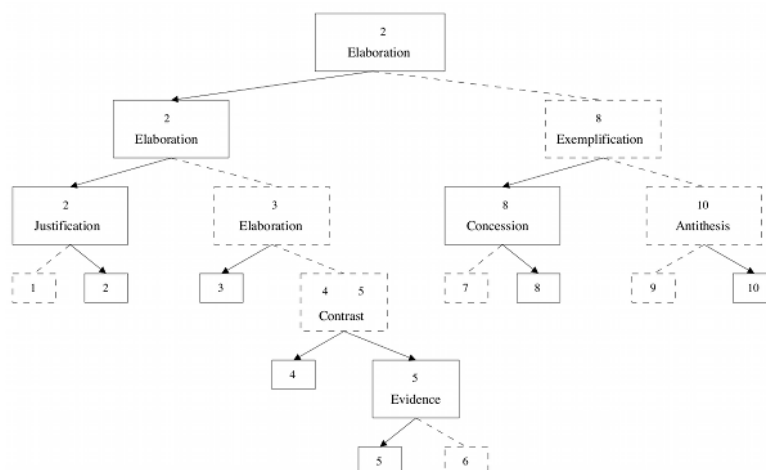 2
Elaboration
2
Elaboration
8
Exemplification
2
Justification
3
Elaboration
8
Concession
10
Antithesis
1
2
3
4 5
Contrast
7
8
9
10
4
5
Evidence
5
6